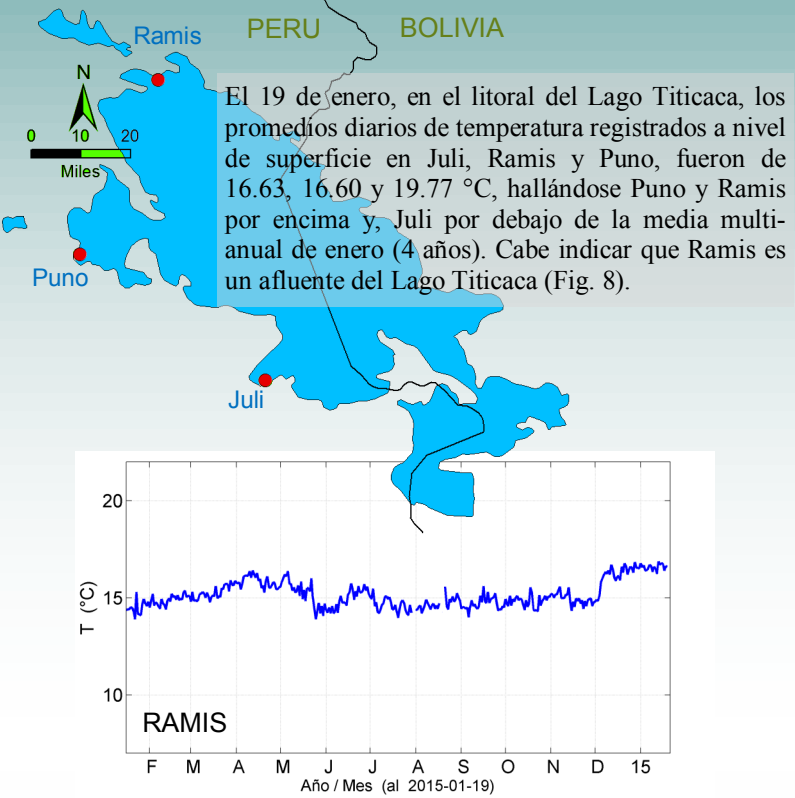 PERU
BOLIVIA
Ramis
N
0 10 20
Miles
El 19 de enero, en el litoral del Lago Titicaca, los
promedios diarios de temperatura registrados a nivel
de superficie en Juli, Ramis y Puno, fueron de
16.63, 16.60 y 19.77 °C, hallándose Puno y Ramis
por encima y, Juli por debajo de la media multi-
anual de enero (4 años). Cabe indicar que Ramis es
un afluente del Lago Titicaca (Fig. 8).
Puno
Juli
20
15
10
T (°C)
RAMIS
F M A M J J A S O N D 15
Año / Mes (al 2015-01-19)